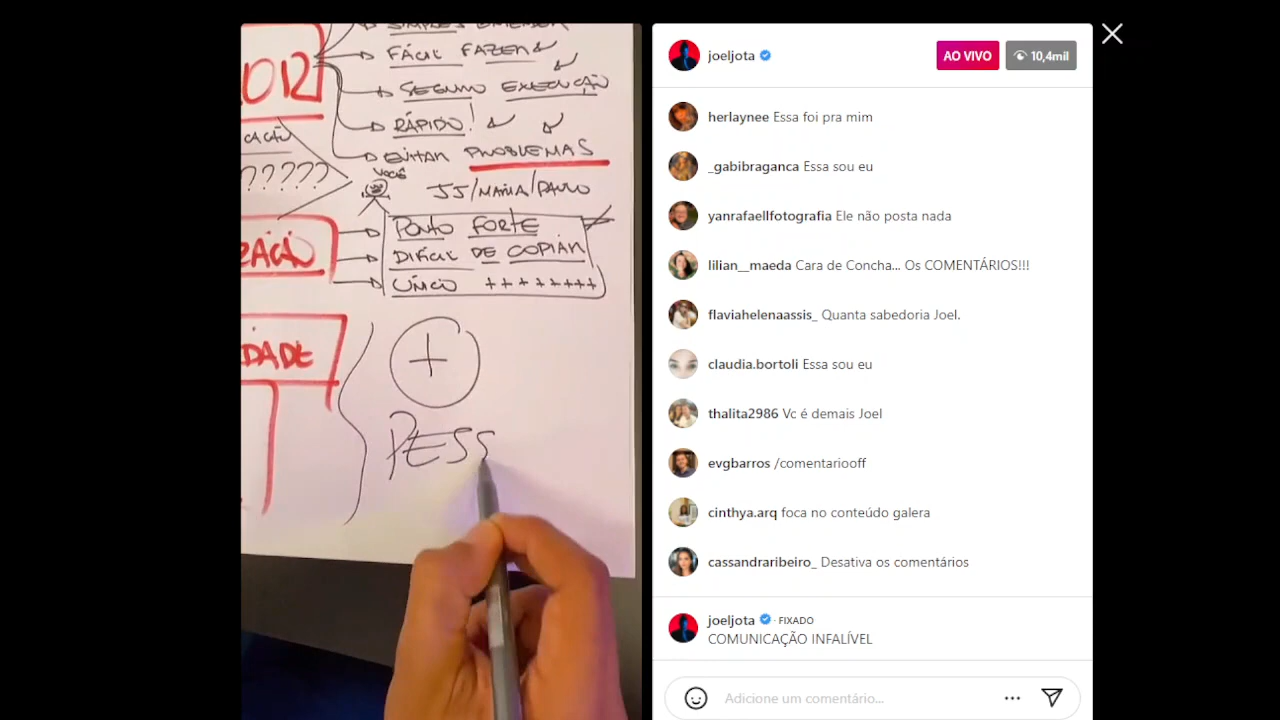 FÁCIL FAZER
SEGURO EXECUÇÃO
RÁPIDO!
EVITAR PROBLEMAS
?????
VOCÊ
JJ/MAIRA/PAULO
PONTO FORTE
DIFÍCIL DE COPIAR
ÚNICO ++++++++
DADE
+
PESS
joeljota
AO VIVO
10,4mil
herlaynee Essa foi pra mim
_gabibraganca Essa sou eu
yanrafaellfotografia Ele não posta nada
lilian__maeda Cara de Concha... Os COMENTÁRIOS!!!
flaviahelenaassis_ Quanta sabedoria Joel.
claudia.bortoli Essa sou eu
thalita2986 Vc é demais Joel
evgbarros /comentariooff
cinthya.arq foca no conteúdo galera
cassandraribeiro_ Desativa os comentários
joeljota · FIXADO
COMUNICAÇÃO INFALÍVEL
Adicione um comentário...